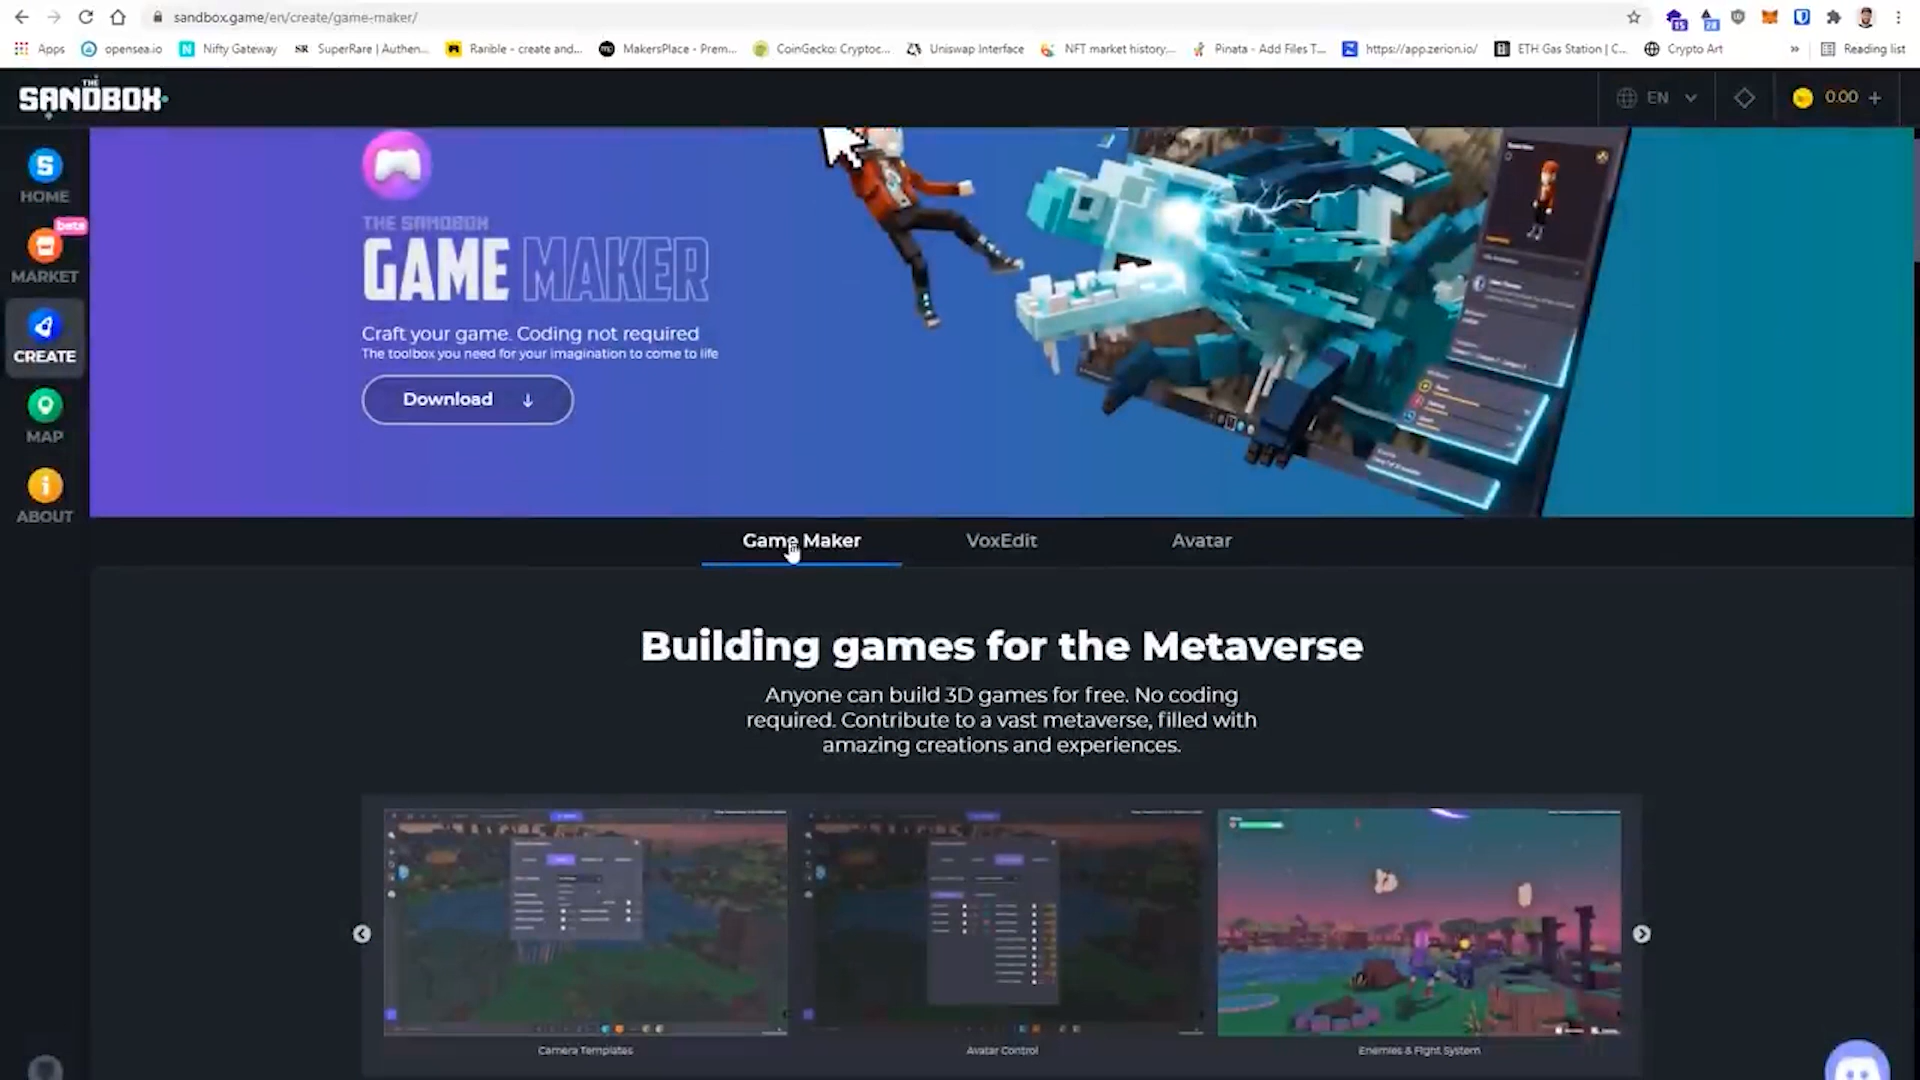 sandbox.game/en/create/game-maker/
15
28
Apps
opensea.io
Nifty Gateway
SR SuperRare | Authen...
Rarible - create and...
MakersPlace - Prem...
CoinGecko: Cryptoc...
Uniswap Interface
NFT market history...
Pinata - Add Files T...
https://app.zerion.io/
ETH Gas Station | C...
Crypto Art
»
Reading list
THE
SANDBOX
EN
0.00 +
HOME
beta
MARKET
CREATE
MAP
ABOUT
THE SANDBOX
GAME MAKER
Craft your game. Coding not required
The toolbox you need for your imagination to come to life
Download ↓
Game Maker
VoxEdit
Avatar
Building games for the Metaverse
Anyone can build 3D games for free. No coding
required. Contribute to a vast metaverse, filled with
amazing creations and experiences.
Camera Templates
Avatar Control
Enemies & Fight System